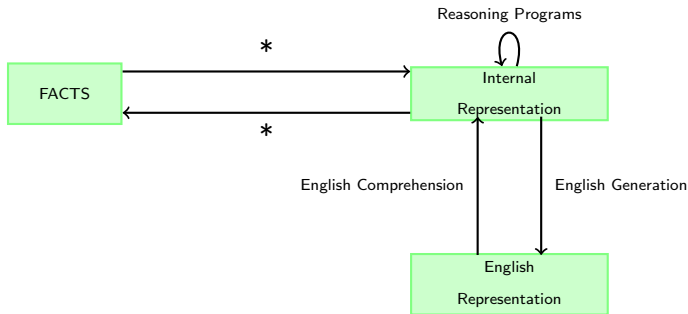 Reasoning Programs
*
FACTS
Internal
Representation
*
English Comprehension
English Generation
English
Representation